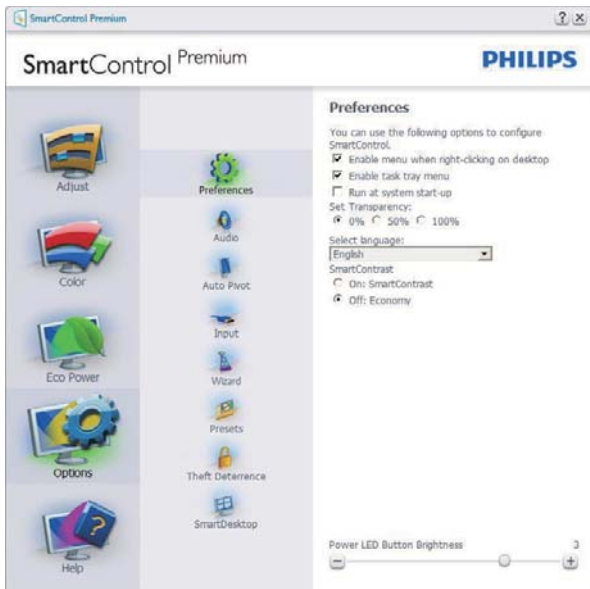 SmartControl Premium
SmartControl Premium
PHILIPS
Adjust
Color
Eco Power
Options
Help
Preferences
Audio
Auto Pivot
Input
Wizard
Presets
Theft Deterrence
SmartDesktop
Preferences
You can use the following options to configure
SmartControl.
Enable menu when right-clicking on desktop
Enable task tray menu
Run at system start-up
Set Transparency:
0% 50% 100%
Select language:
English
SmartContrast
On: SmartContrast
Off: Economy
Power LED Button Brightness 3